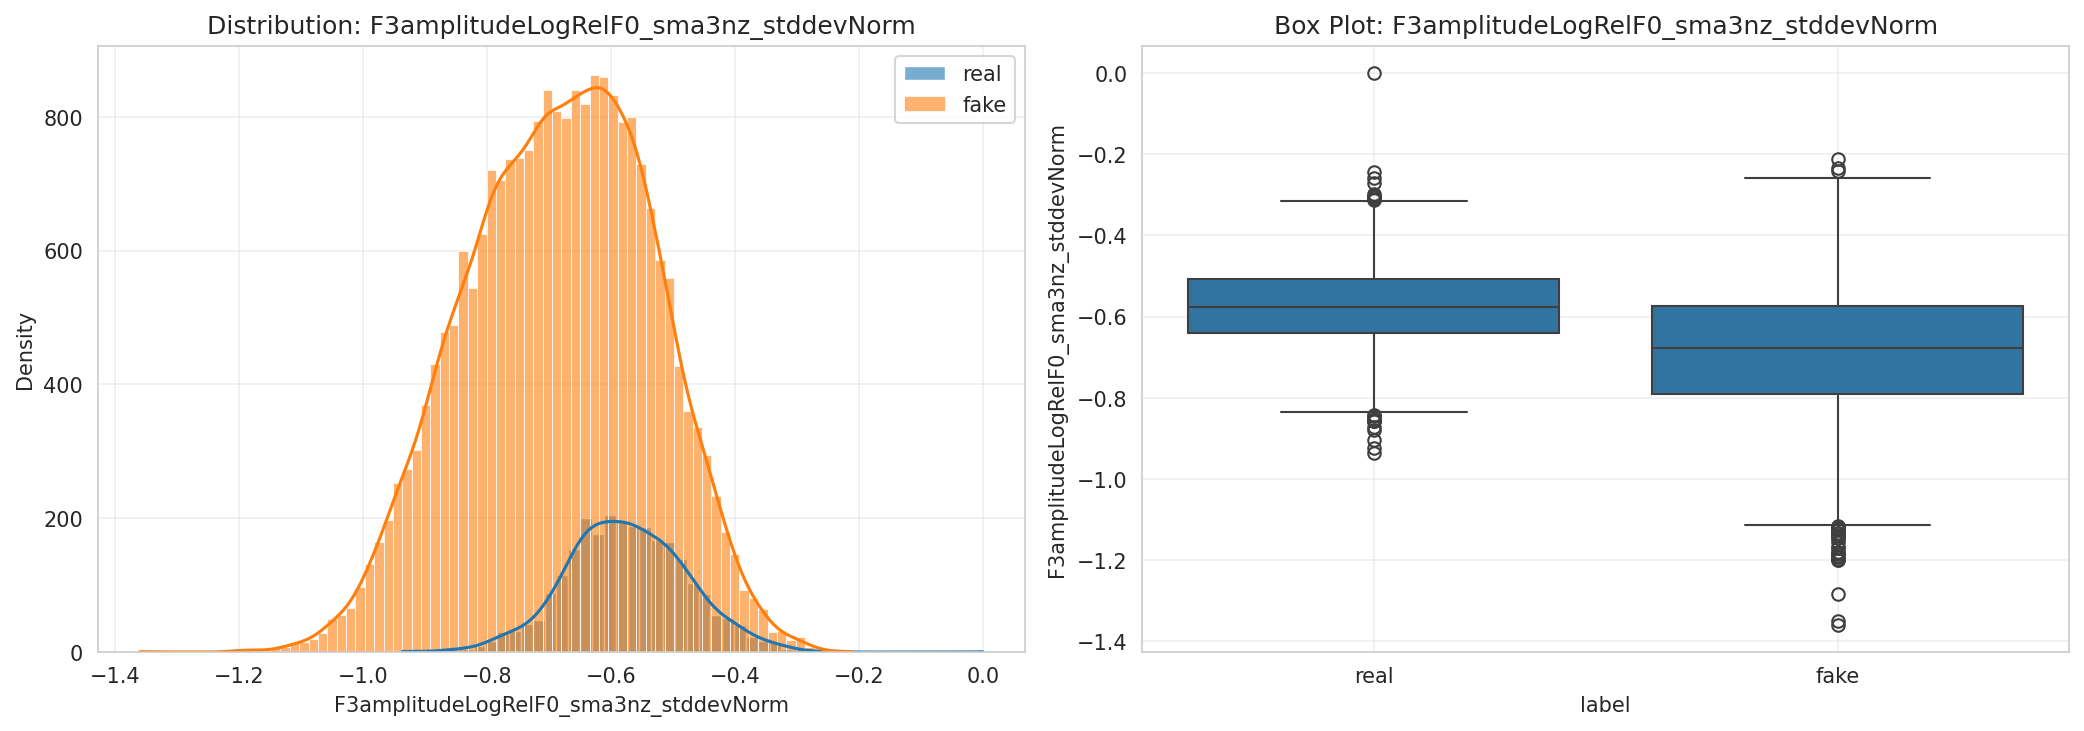 Distribution: F3amplitudeLogRelF0_sma3nz_stddevNorm
real
fake
Density
800
600
400
200
0
−1.4 −1.2 −1.0 −0.8 −0.6 −0.4 −0.2 0.0
F3amplitudeLogRelF0_sma3nz_stddevNorm
Box Plot: F3amplitudeLogRelF0_sma3nz_stddevNorm
F3amplitudeLogRelF0_sma3nz_stddevNorm
0.0
−0.2
−0.4
−0.6
−0.8
−1.0
−1.2
−1.4
real fake
label